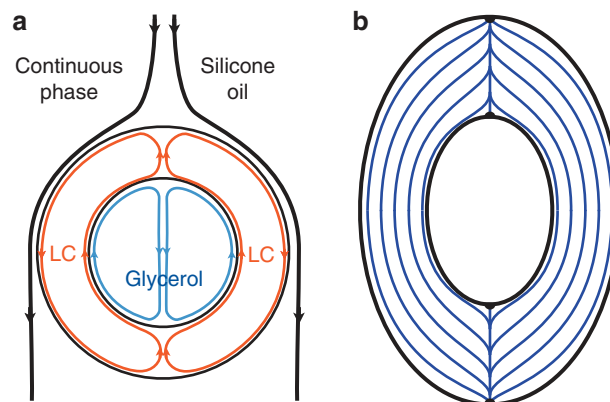 a
b
Continuous
phase
Silicone
oil
LC
LC
Glycerol